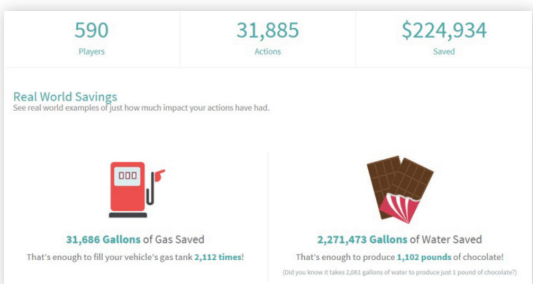 590
Players
31,885
Actions
$224,934
Saved
Real World Savings
See real world examples of just how much impact your actions have had.
31,686 Gallons of Gas Saved
That's enough to fill your vehicle's gas tank 2,112 times!
2,271,473 Gallons of Water Saved
That's enough to produce 1,102 pounds of chocolate!
(Did you know it takes 2,061 gallons of water to produce just 1 pound of chocolate?)